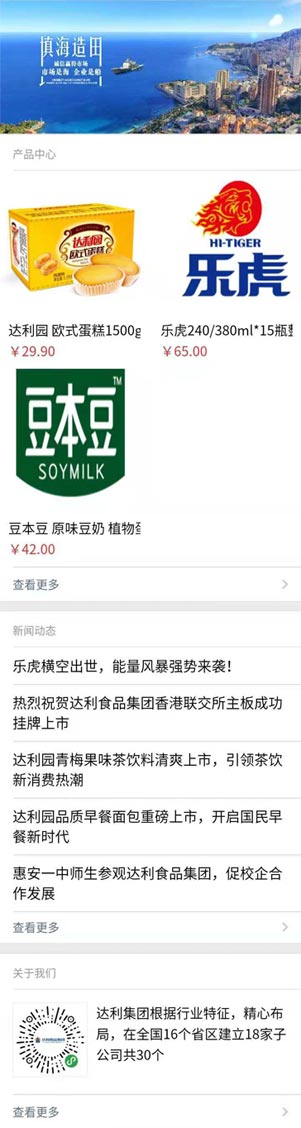 填海造田
诚信赢得市场
市场是海 企业是船
产品中心
达利园
欧式蛋糕
HI-TIGER
乐虎
达利园 欧式蛋糕1500g
乐虎240/380ml*15瓶整
¥29.90
¥65.00
豆本豆
TM
SOYMILK
豆本豆 原味豆奶 植物蛋
¥42.00
查看更多
新闻动态
乐虎横空出世，能量风暴强势来袭！
热烈祝贺达利食品集团香港联交所主板成功
挂牌上市
达利园青梅果味茶饮料清爽上市，引领茶饮
新消费热潮
达利园品质早餐面包重磅上市，开启国民早
餐新时代
惠安一中师生参观达利食品集团，促校企合
作发展
查看更多
关于我们
达利集团根据行业特征，精心布
局，在全国16个省区建立18家子
公司共30个
查看更多